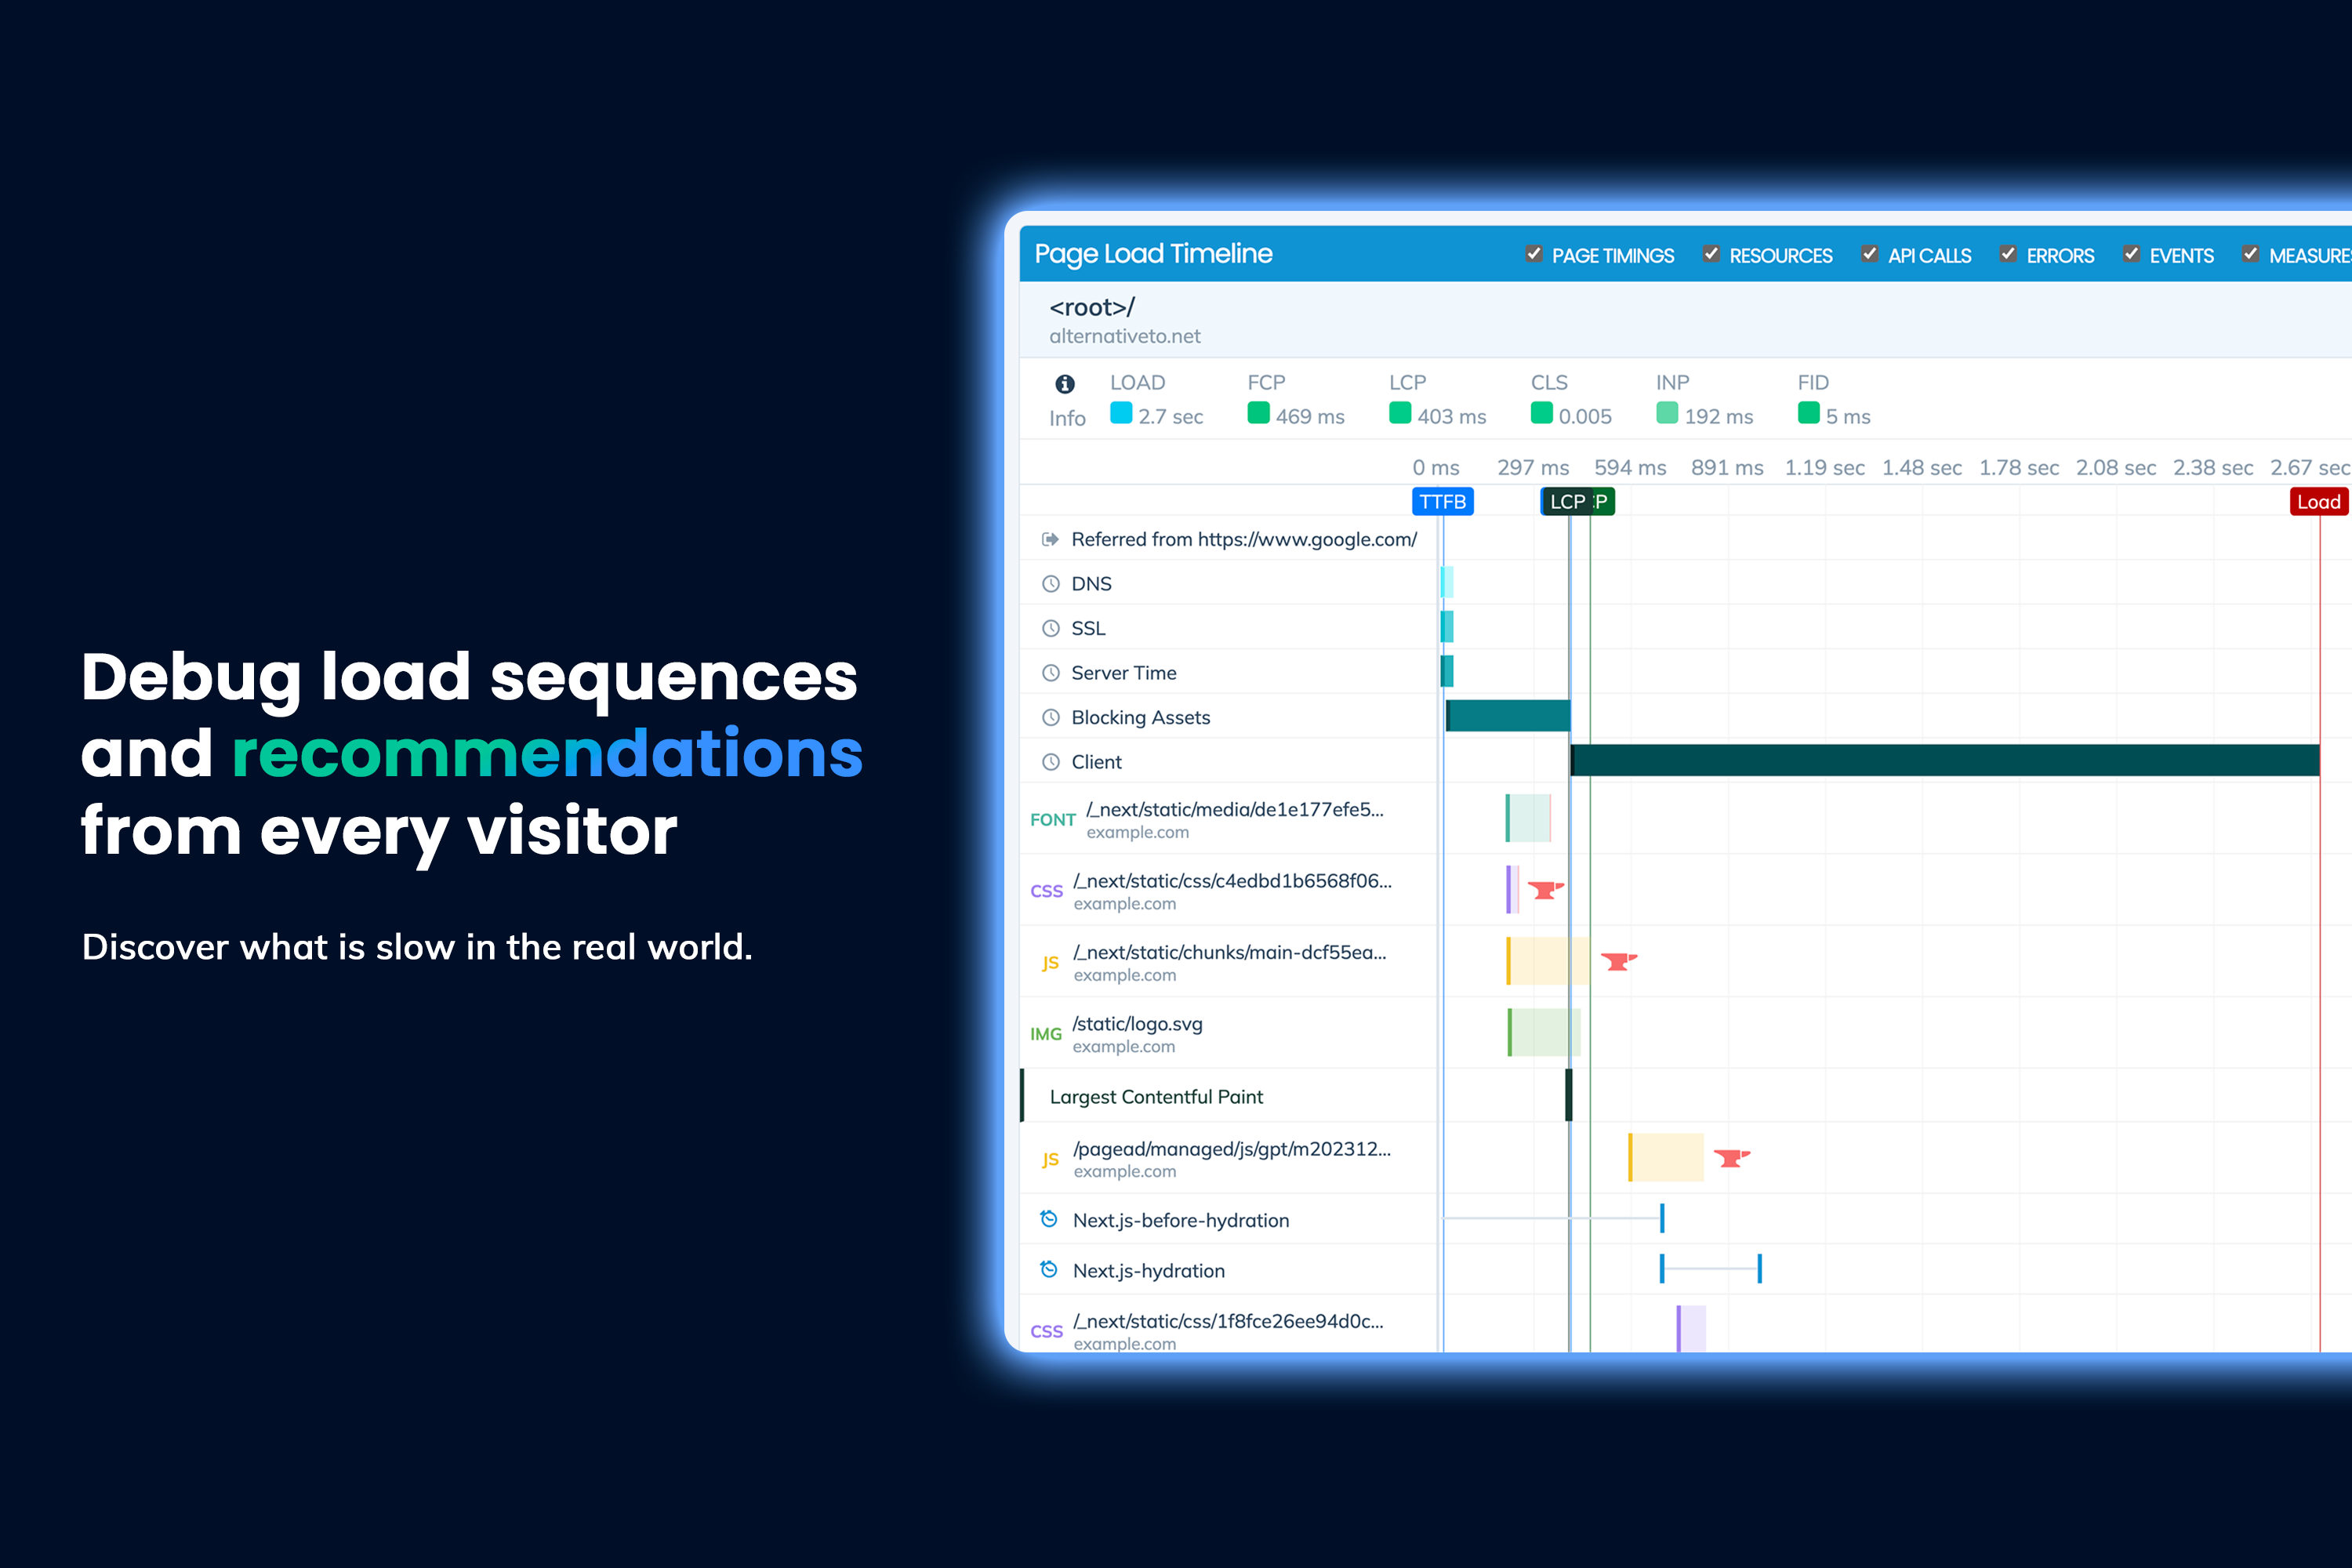 Debug load sequences
and recommendations
from every visitor
Discover what is slow in the real world.
Page Load Timeline
PAGE TIMINGS
RESOURCES
API CALLS
ERRORS
EVENTS
<root>/
alternativeto.net
Info
LOAD
2.7 sec
FCP
469 ms
LCP
403 ms
CLS
0.005
INP
192 ms
FID
5 ms
0 ms
297 ms
594 ms
891 ms
1.19 sec
1.48 sec
1.78 sec
2.08 sec
2.38 sec
2.67 sec
TTFB
LCP
Load
Referred from https://www.google.com/
DNS
SSL
Server Time
Blocking Assets
Client
FONT
/_next/static/media/de1e177efe5...
example.com
CSS
/_next/static/css/c4edbd1b6568f06...
example.com
JS
/_next/static/chunks/main-dcf55ea...
example.com
IMG
/static/logo.svg
example.com
Largest Contentful Paint
JS
/pagead/managed/js/gpt/m202312...
example.com
Next.js-before-hydration
Next.js-hydration
CSS
/_next/static/css/1f8fce26ee94d0c...
example.com